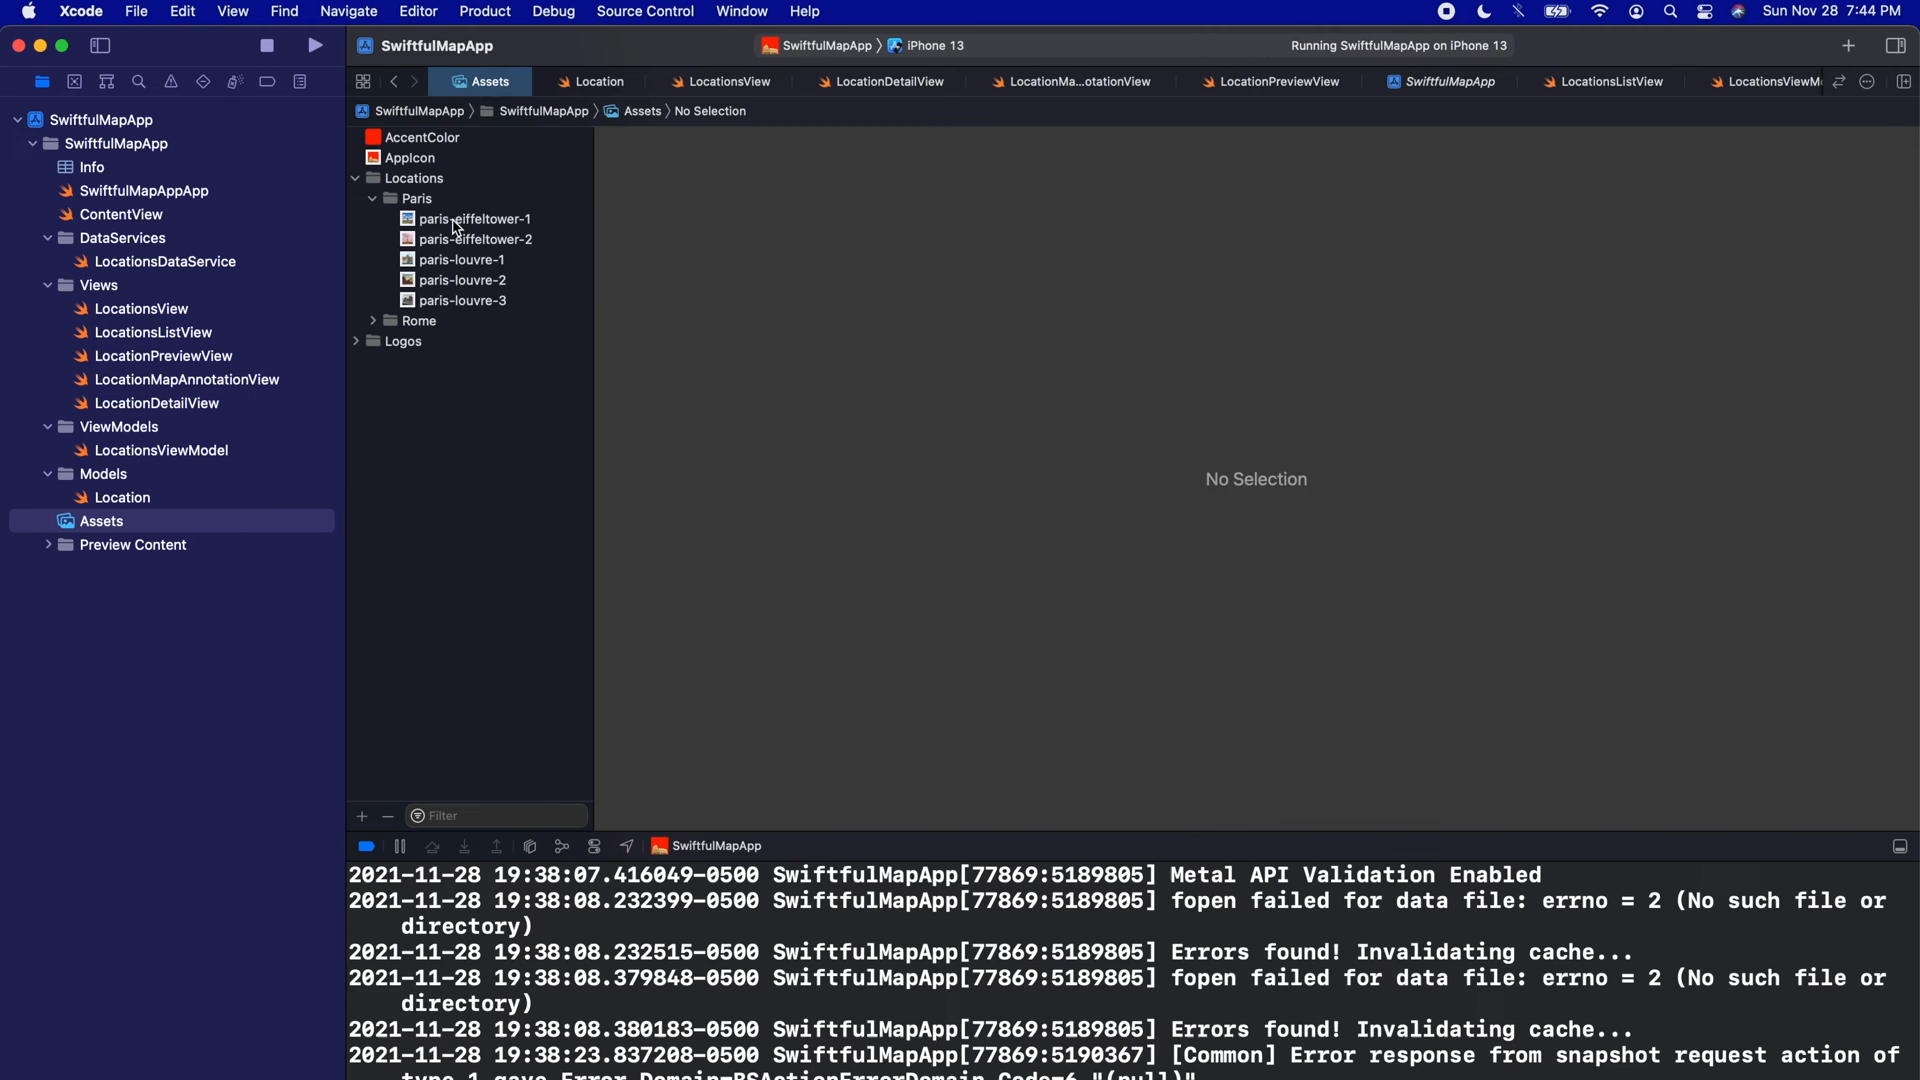 Xcode File Edit View Find Navigate Editor Product Debug Source Control Window Help Sun Nov 28 7:44 PM
SwiftfulMapApp SwiftfulMapApp 〉 iPhone 13 Running SwiftfulMapApp on iPhone 13
Assets Location LocationsView LocationDetailView LocationMa...otationView LocationPreviewView SwiftfulMapApp LocationsListView LocationsViewM
SwiftfulMapApp 〉 SwiftfulMapApp 〉 Assets 〉 No Selection
SwiftfulMapApp
SwiftfulMapApp
Info
SwiftfulMapAppApp
ContentView
DataServices
LocationsDataService
Views
LocationsView
LocationsListView
LocationPreviewView
LocationMapAnnotationView
LocationDetailView
ViewModels
LocationsViewModel
Models
Location
Assets
Preview Content
AccentColor
AppIcon
Locations
Paris
paris-eiffeltower-1
paris-eiffeltower-2
paris-louvre-1
paris-louvre-2
paris-louvre-3
Rome
Logos
No Selection
Filter
SwiftfulMapApp
2021-11-28 19:38:07.416049-0500 SwiftfulMapApp[77869:5189805] Metal API Validation Enabled
2021-11-28 19:38:08.232399-0500 SwiftfulMapApp[77869:5189805] fopen failed for data file: errno = 2 (No such file or
directory)
2021-11-28 19:38:08.232515-0500 SwiftfulMapApp[77869:5189805] Errors found! Invalidating cache...
2021-11-28 19:38:08.379848-0500 SwiftfulMapApp[77869:5189805] fopen failed for data file: errno = 2 (No such file or
directory)
2021-11-28 19:38:08.380183-0500 SwiftfulMapApp[77869:5189805] Errors found! Invalidating cache...
2021-11-28 19:38:23.837208-0500 SwiftfulMapApp[77869:5190367] [Common] Error response from snapshot request action of
type 1 gave Error Domain=BSActionErrorDomain Code=6 "(null)"